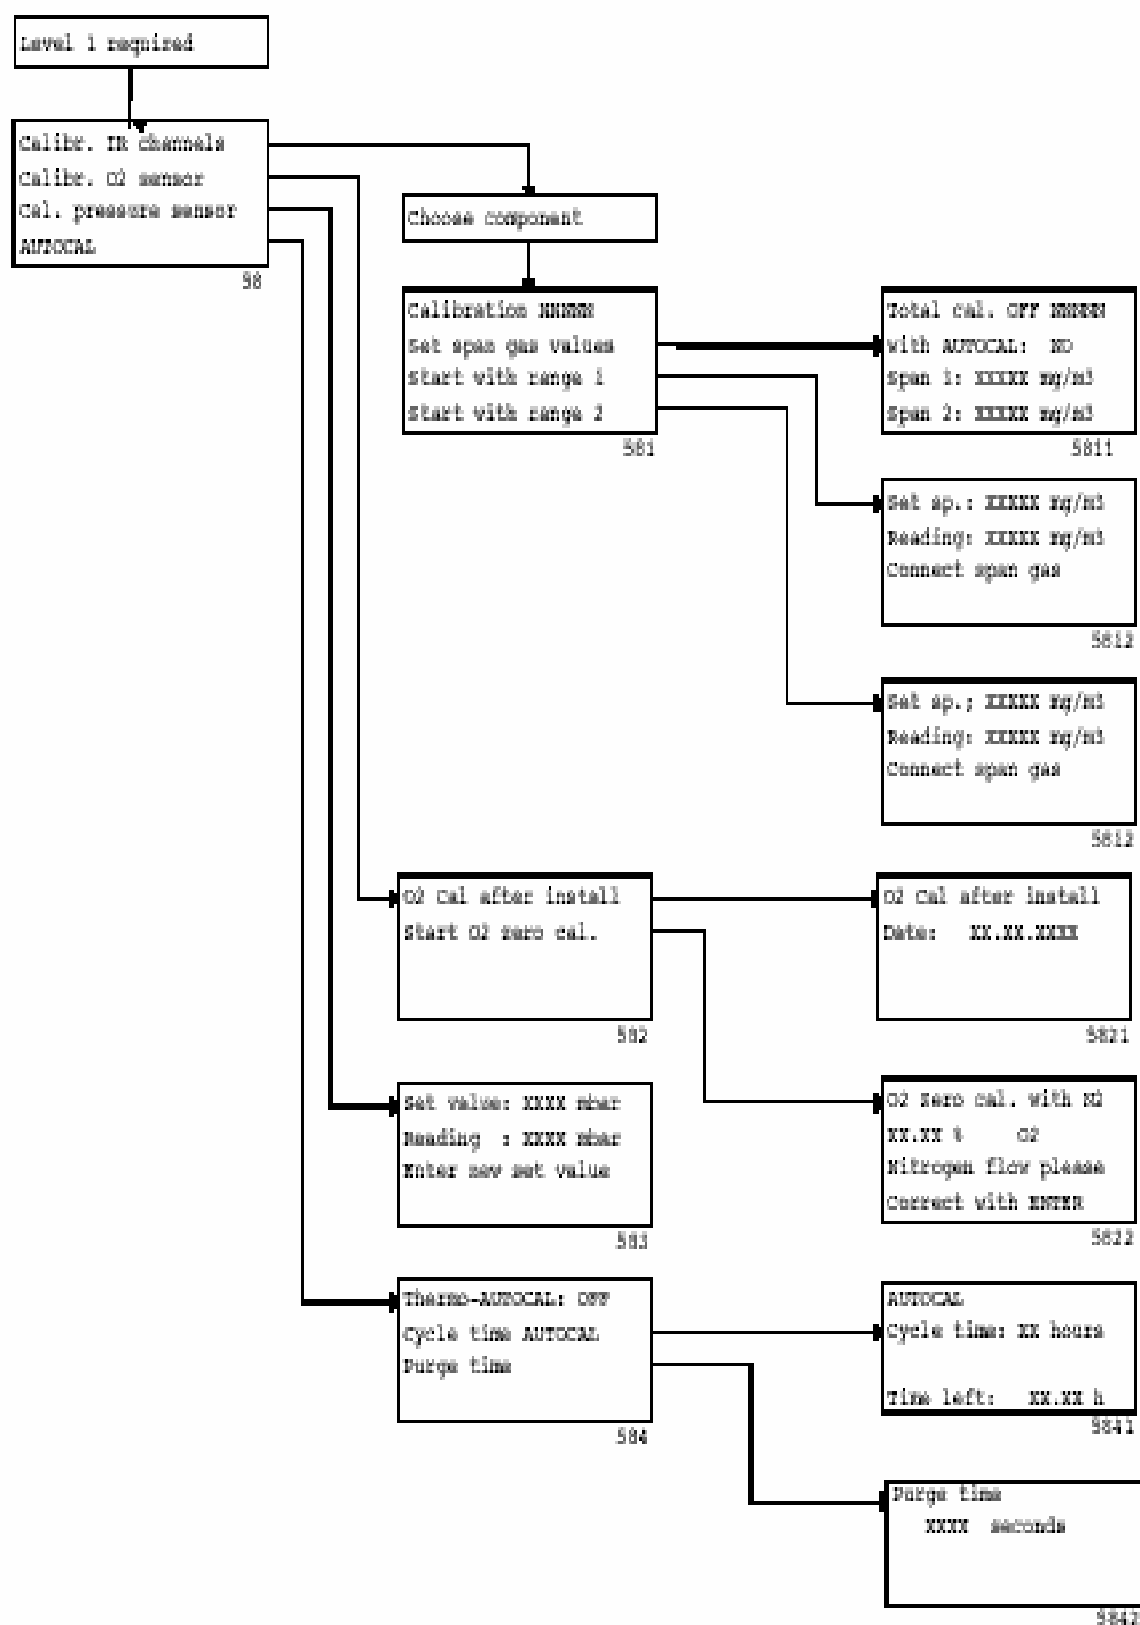 Level 1 required
Calibr. IR channels
Calibr. O2 sensor
Cal. pressure sensor
AUTOCAL
58
Choose component
Calibration NNNNN
Set span gas values
Start with range 1
Start with range 2
581
Total cal. OFF NNNNN
with AUTOCAL: NO
Span 1: XXXXX mg/m3
Span 2: XXXXX mg/m3
5811
Set sp.: XXXXX mg/m3
Reading: XXXXX mg/m3
Connect span gas
5812
Set sp.; XXXXX mg/m3
Reading: XXXXX mg/m3
Connect span gas
5812
O2 Cal after install
Start O2 zero cal.
582
O2 Cal after install
Date: XX.XX.XXXX
5821
Set value: XXXX mbar
Reading : XXXX mbar
Enter new set value
583
O2 Zero cal. with N2
XX.XX % O2
Nitrogen flow please
Correct with ENTER
5822
Thermo-AUTOCAL: OFF
Cycle time AUTOCAL
Purge time
584
AUTOCAL
Cycle time: XX hours
Time left: XX.XX h
5841
Purge time
XXXX seconds
5842